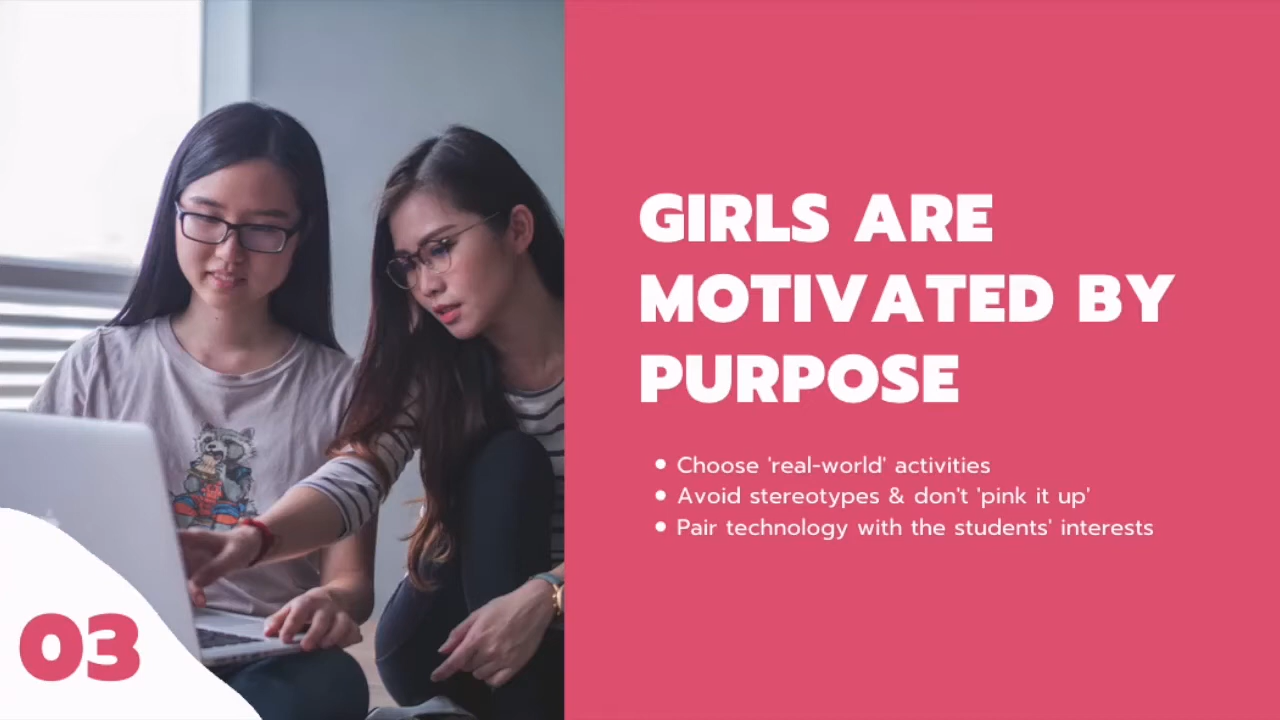 GIRLS ARE
MOTIVATED BY
PURPOSE
• Choose 'real-world' activities
• Avoid stereotypes & don't 'pink it up'
• Pair technology with the students' interests
03